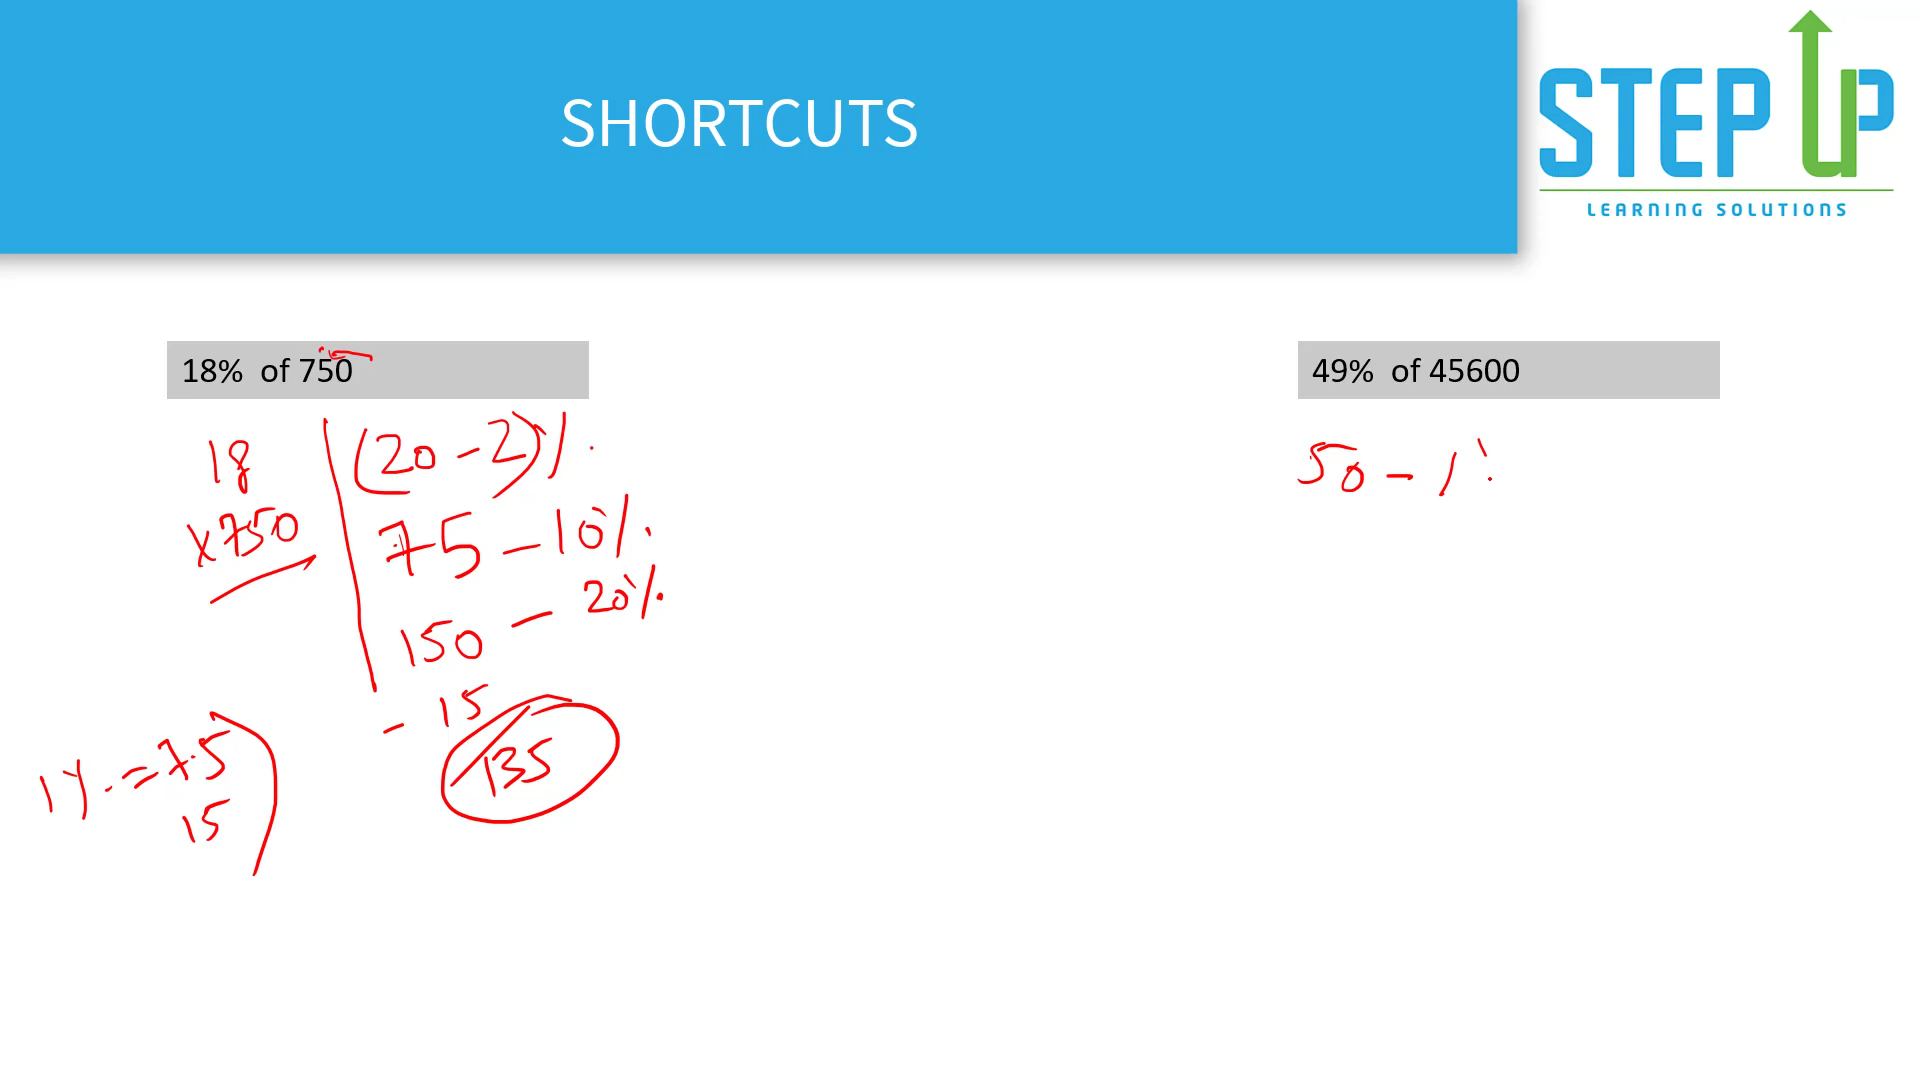 SHORTCUTS
STEP UP
LEARNING SOLUTIONS
18% of 750
18
x750
(20-2)%
75 - 10%
150 - 20%
- 15
135
1% = 7.5
15
49% of 45600
50 - 1%